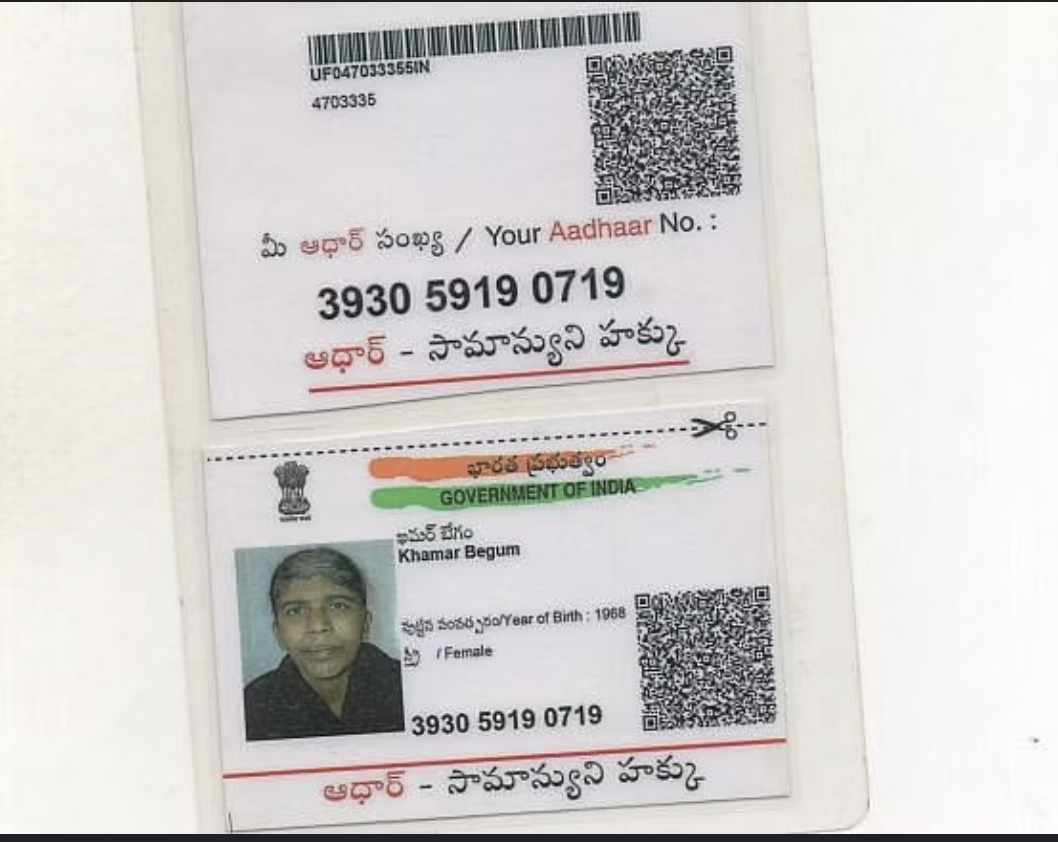 UF047033355IN
4703335
మీ ఆధార్ సంఖ్య / Your Aadhaar No. :
3930 5919 0719
ఆధార్ - సామాన్యుని హక్కు
భారత ప్రభుత్వం
GOVERNMENT OF INDIA
ఖమర్ బేగం
Khamar Begum
పుట్టిన సంవత్సరం/Year of Birth : 1968
స్త్రీ / Female
3930 5919 0719
ఆధార్ - సామాన్యుని హక్కు